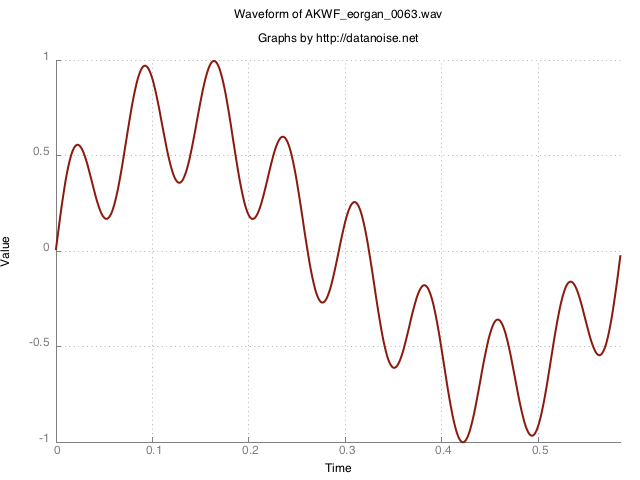 Waveform of AKWF_eorgan_0063.wav
Graphs by http://datanoise.net
1
0.5
0
-0.5
-1
Value
0
0.1
0.2
0.3
0.4
0.5
Time